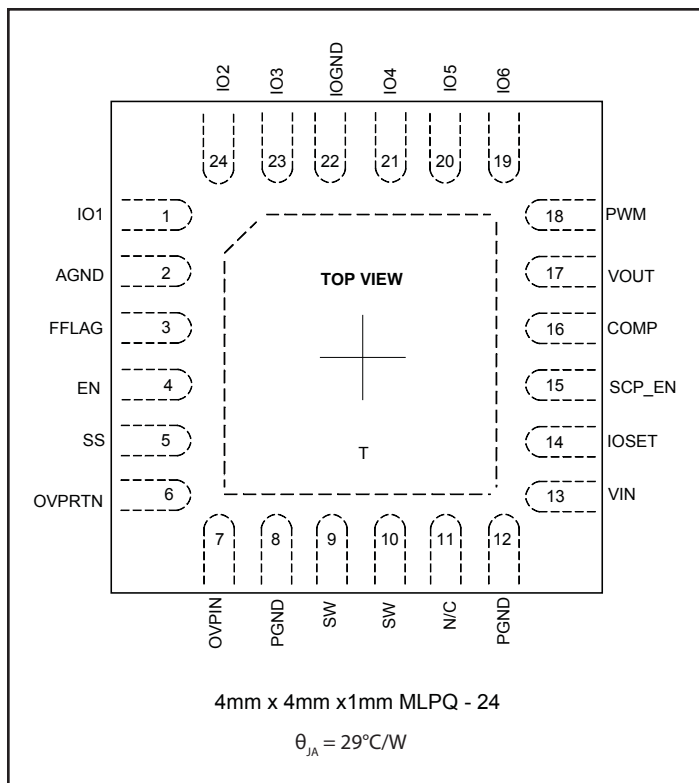 IO2 IO3 IOGND IO4 IO5 IO6
24 23 22 21 20 19
IO1 1 18 PWM
AGND 2 17 VOUT
TOP VIEW
FFLAG 3 16 COMP
EN 4 15 SCP_EN
SS 5 14 IOSET
T
OVPRTN 6 13 VIN
7 8 9 10 11 12
OVPIN PGND SW SW N/C PGND
4mm x 4mm x1mm MLPQ - 24
θJA = 29°C/W